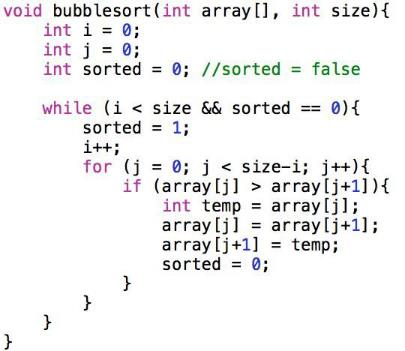 void bubblesort(int array[], int size){
    int i = 0;
    int j = 0;
    int sorted = 0; //sorted = false

    while (i < size && sorted == 0){
        sorted = 1;
        i++;
        for (j = 0; j < size-i; j++){
            if (array[j] > array[j+1]){
                int temp = array[j];
                array[j] = array[j+1];
                array[j+1] = temp;
                sorted = 0;
            }
        }
    }
}